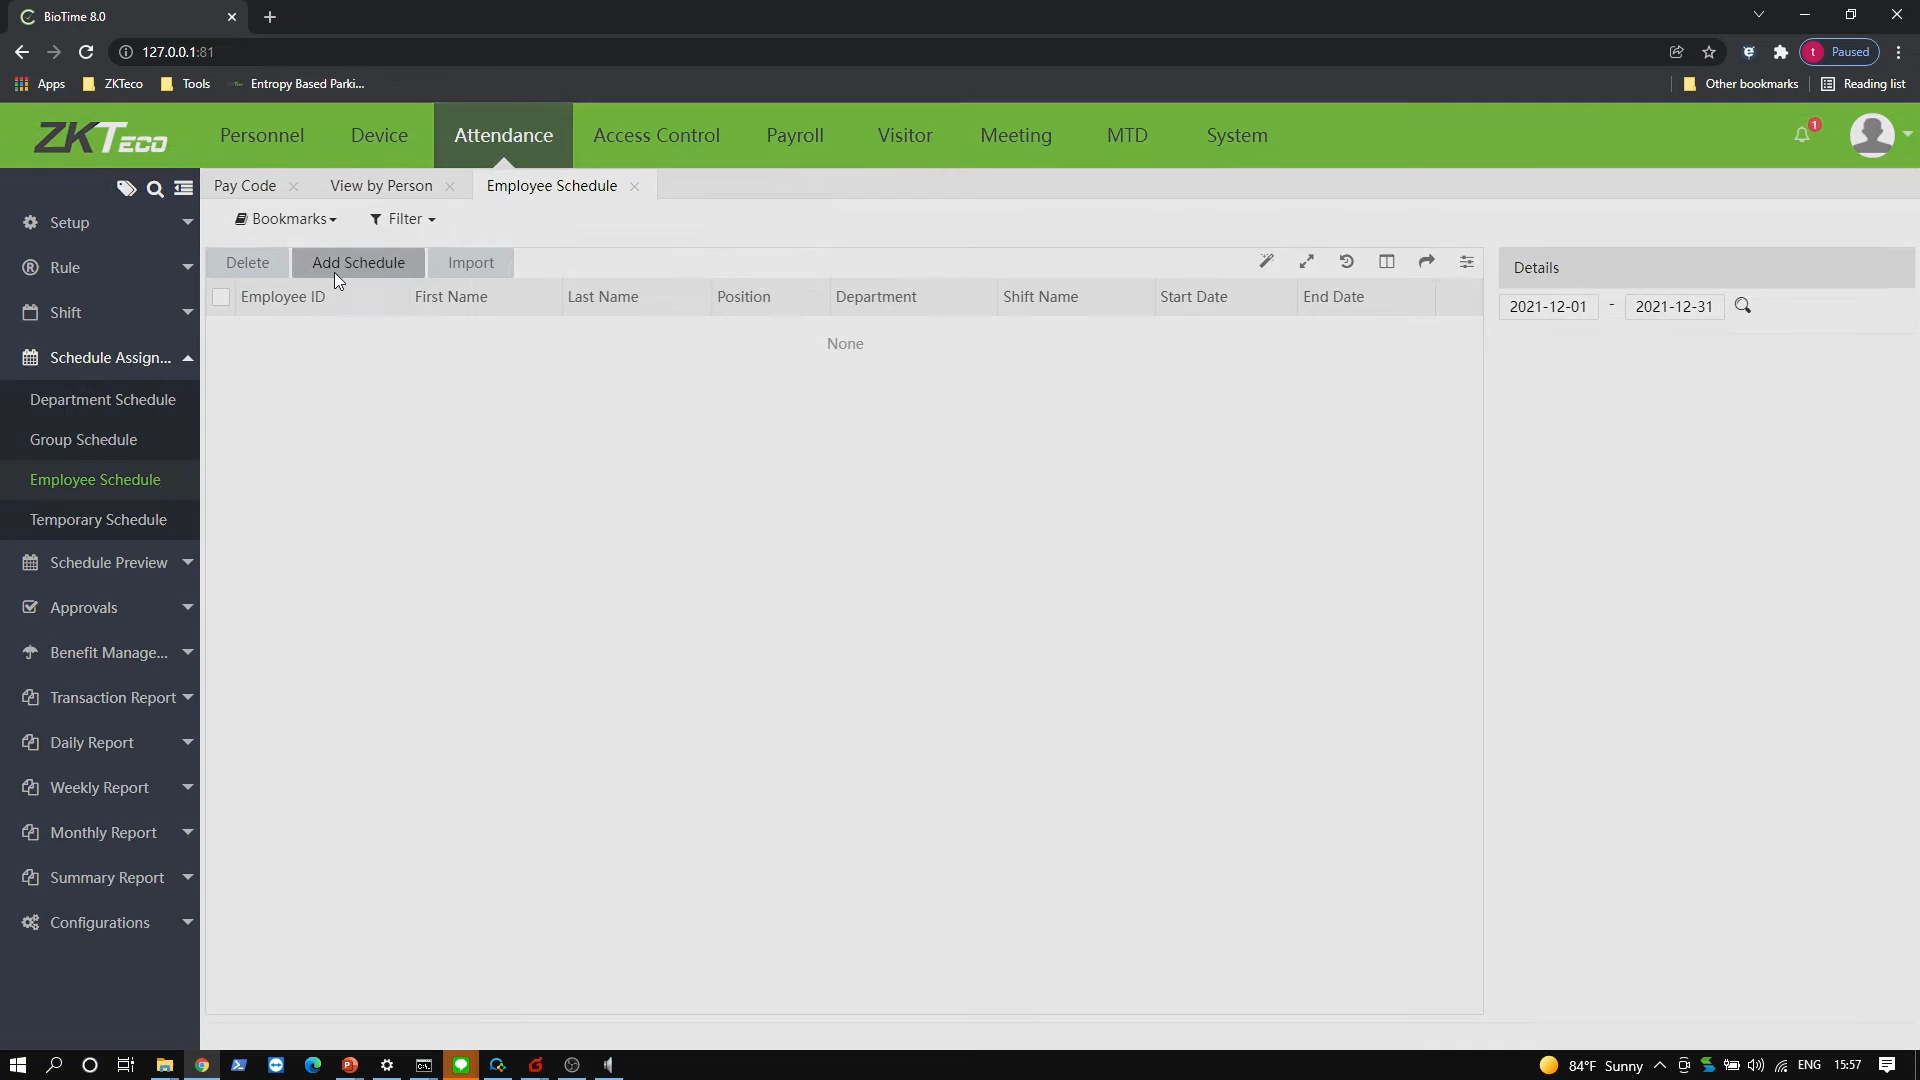 BioTime 8.0
127.0.0.1:81
t Paused
Apps ZKTeco Tools Entropy Based Parki... Other bookmarks Reading list
ZKTECO Personnel Device Attendance Access Control Payroll Visitor Meeting MTD System 1
Pay Code View by Person Employee Schedule
Bookmarks Filter
Setup
Rule
Shift
Schedule Assign...
Department Schedule
Group Schedule
Employee Schedule
Temporary Schedule
Schedule Preview
Approvals
Benefit Manage...
Transaction Report
Daily Report
Weekly Report
Monthly Report
Summary Report
Configurations
Delete Add Schedule Import
Employee ID First Name Last Name Position Department Shift Name Start Date End Date
None
Details
2021-12-01 - 2021-12-31
84°F Sunny ENG 15:57